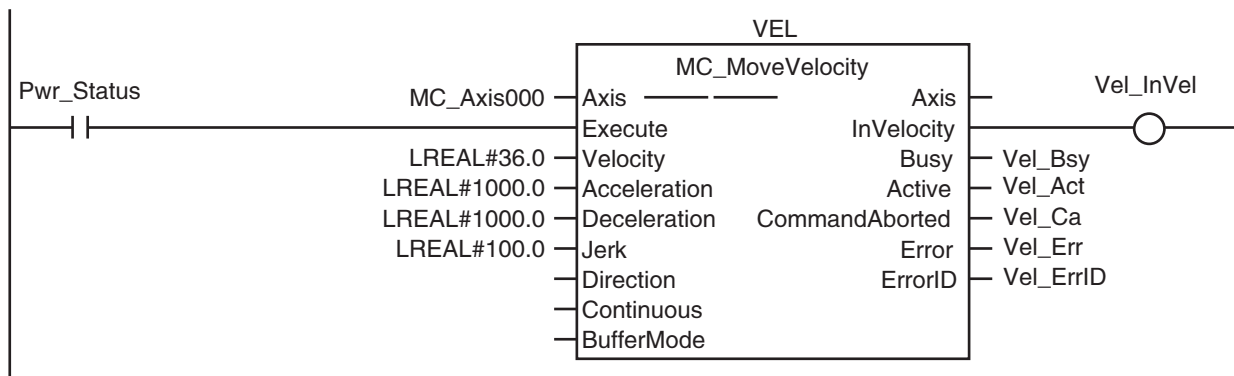 VEL
MC_MoveVelocity
Pwr_Status
Vel_InVel
MC_Axis000 Axis Axis
Execute InVelocity
LREAL#36.0 Velocity Busy Vel_Bsy
LREAL#1000.0 Acceleration Active Vel_Act
LREAL#1000.0 Deceleration CommandAborted Vel_Ca
LREAL#100.0 Jerk Error Vel_Err
Direction ErrorID Vel_ErrID
Continuous
BufferMode